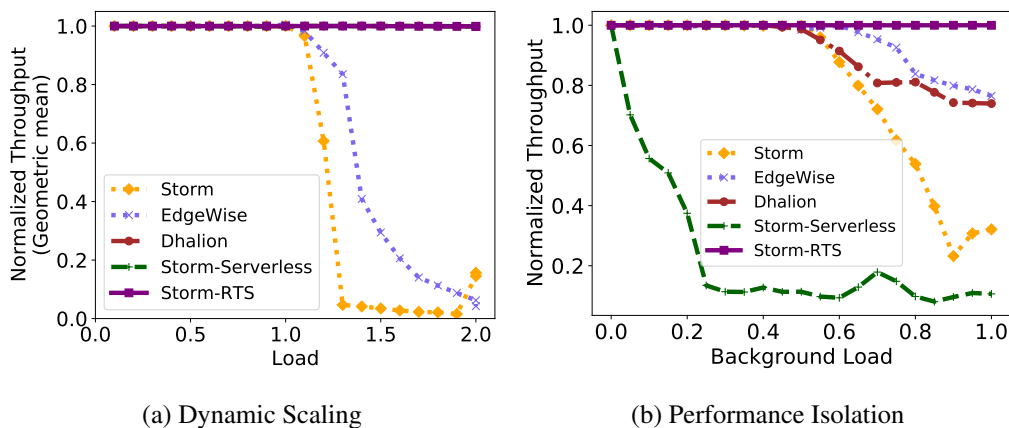 Normalized Throughput
(Geometric mean)
1.0
0.8
0.6
0.4
0.2
0.0
Storm
EdgeWise
Dhalion
Storm-Serverless
Storm-RTS
0.0 0.5 1.0 1.5 2.0
Load
(a) Dynamic Scaling
Normalized Throughput
1.0
0.8
0.6
0.4
0.2
Storm
EdgeWise
Dhalion
Storm-Serverless
Storm-RTS
0.0 0.2 0.4 0.6 0.8 1.0
Background Load
(b) Performance Isolation